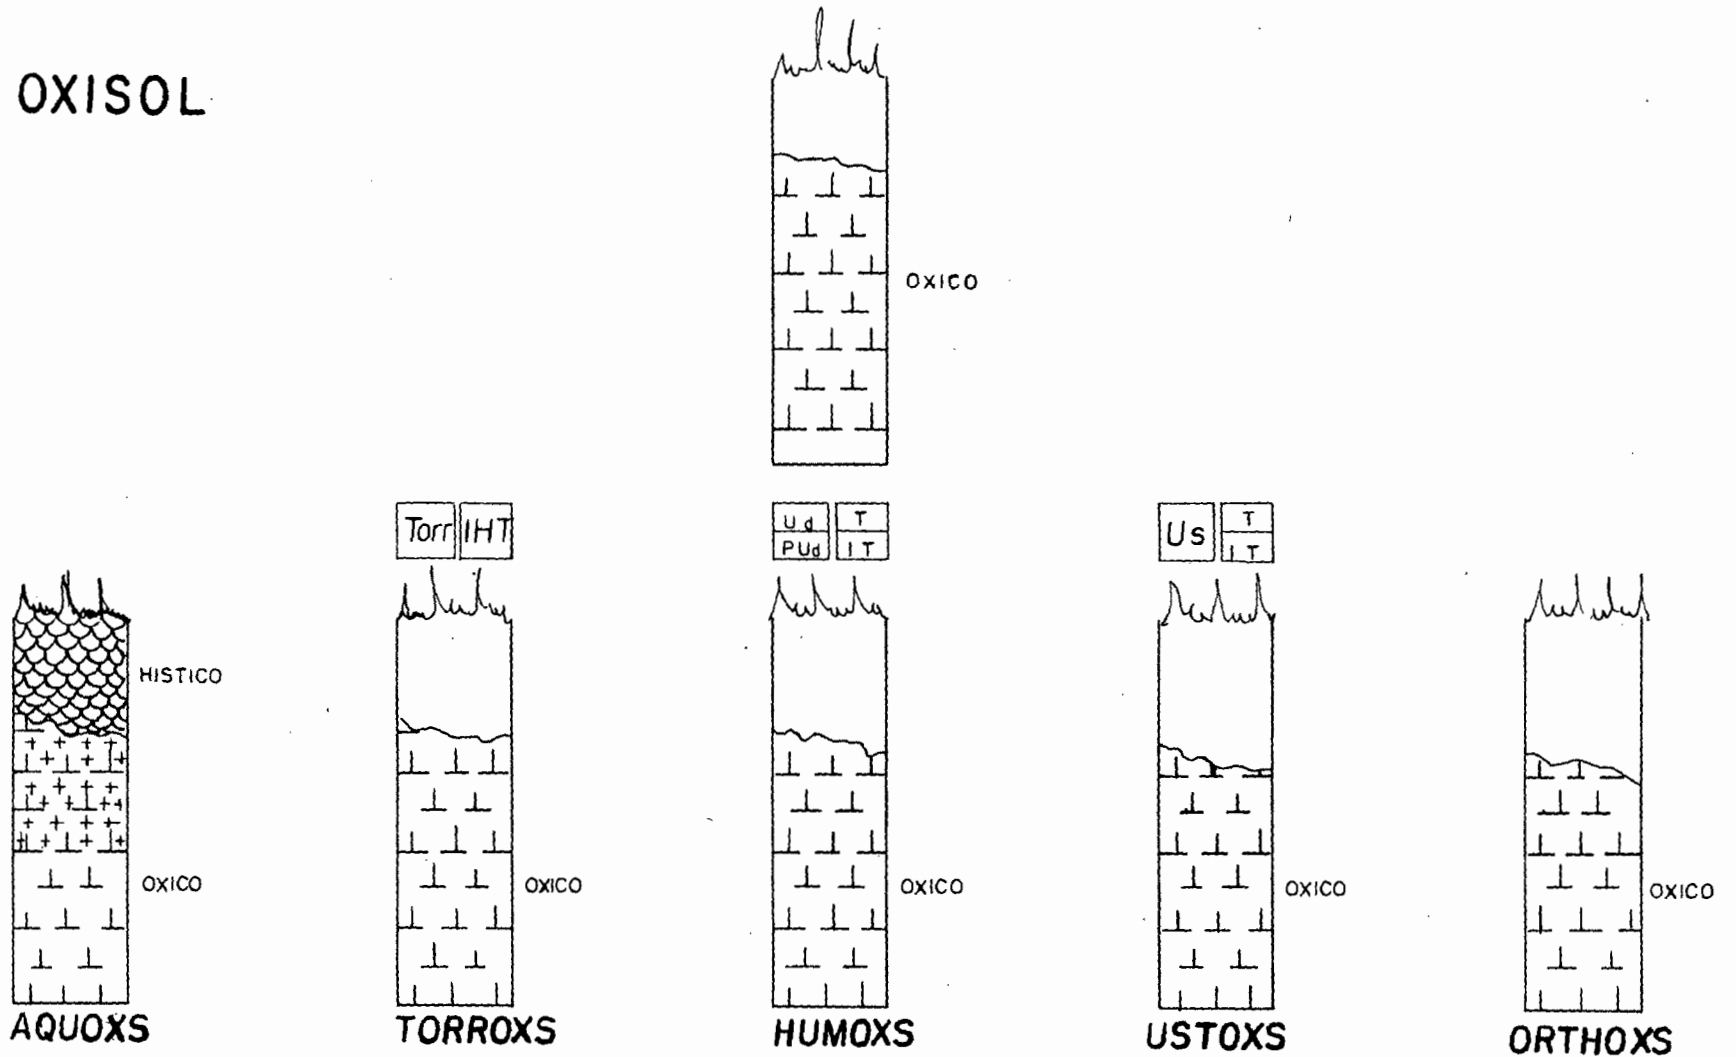 OXISOL
OXICO
Torr IHT
Ud T
PUd IT
Us T
IT
HISTICO
OXICO
OXICO
OXICO
OXICO
OXICO
AQUOXS
TORROXS
HUMOXS
USTOXS
ORTHOXS